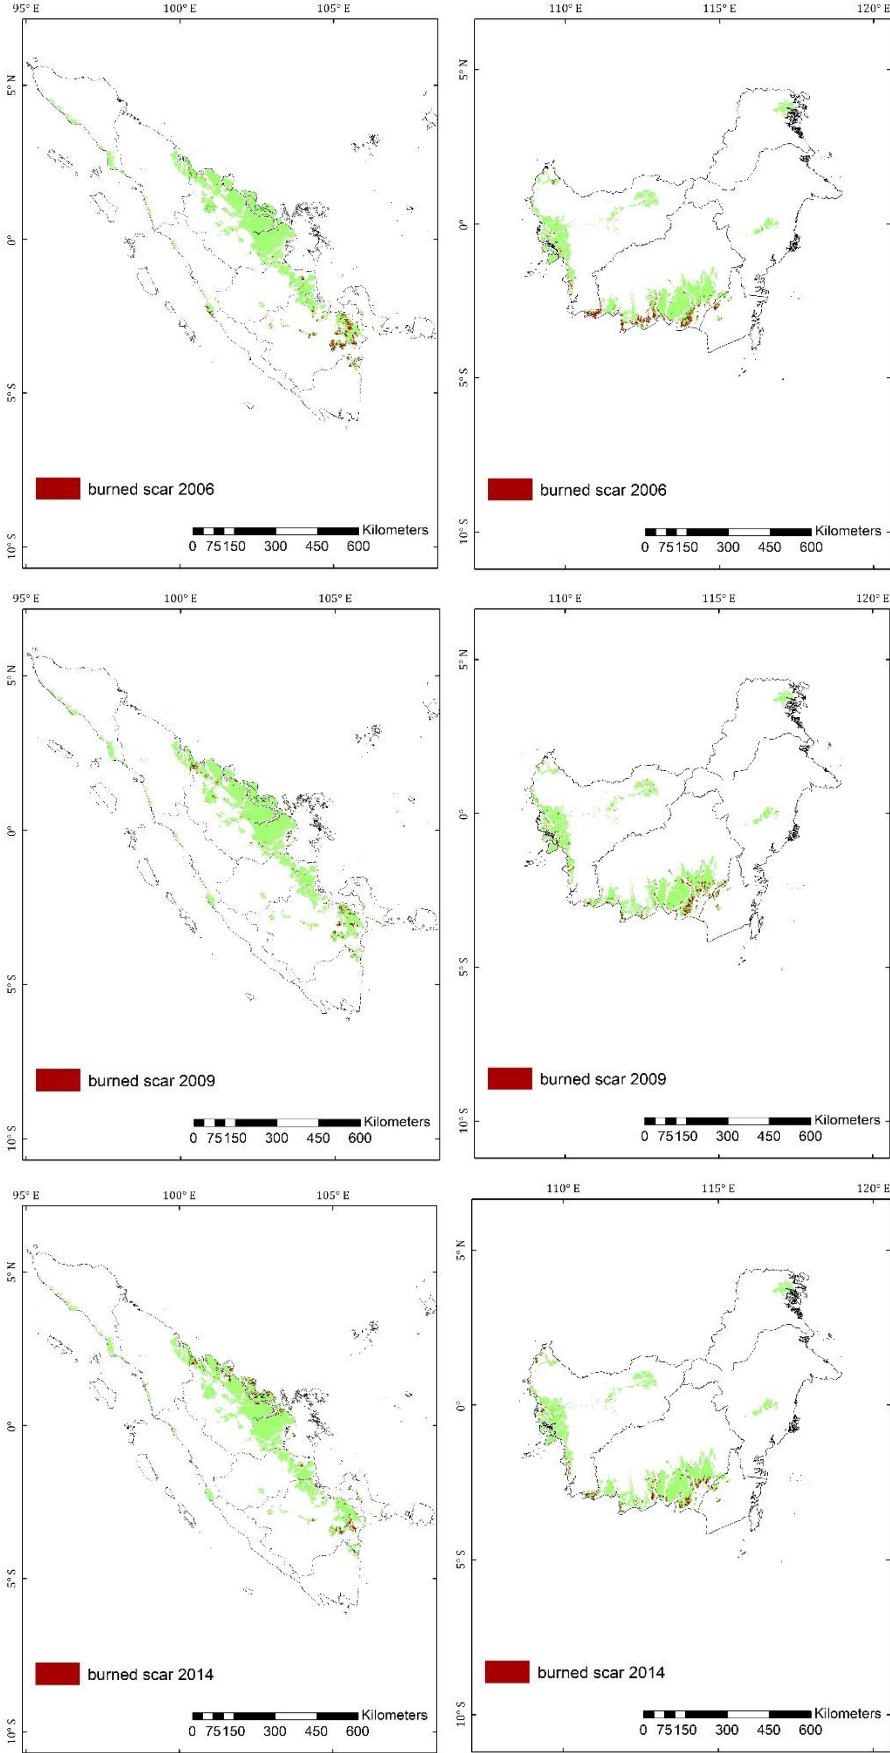 95° E 100° E 105° E
5° N
0°
5° S
10° S
burned scar 2006
Kilometers
0 75 150 300 450 600
110° E 115° E 120° E
5° N
0°
5° S
10° S
burned scar 2006
Kilometers
0 75 150 300 450 600
95° E 100° E 105° E
5° N
0°
5° S
10° S
burned scar 2009
Kilometers
0 75 150 300 450 600
110° E 115° E 120° E
5° N
0°
5° S
10° S
burned scar 2009
Kilometers
0 75 150 300 450 600
95° E 100° E 105° E
5° N
0°
5° S
10° S
burned scar 2014
Kilometers
0 75 150 300 450 600
110° E 115° E 120° E
5° N
0°
5° S
10° S
burned scar 2014
Kilometers
0 75 150 300 450 600